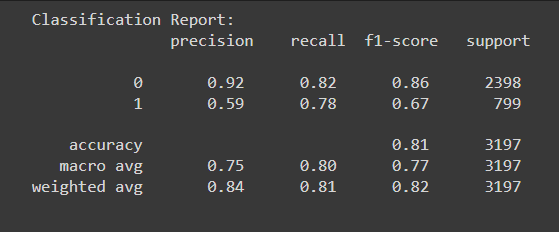 Classification Report:
precision recall f1-score support
0 0.92 0.82 0.86 2398
1 0.59 0.78 0.67 799
accuracy 0.81 3197
macro avg 0.75 0.80 0.77 3197
weighted avg 0.84 0.81 0.82 3197